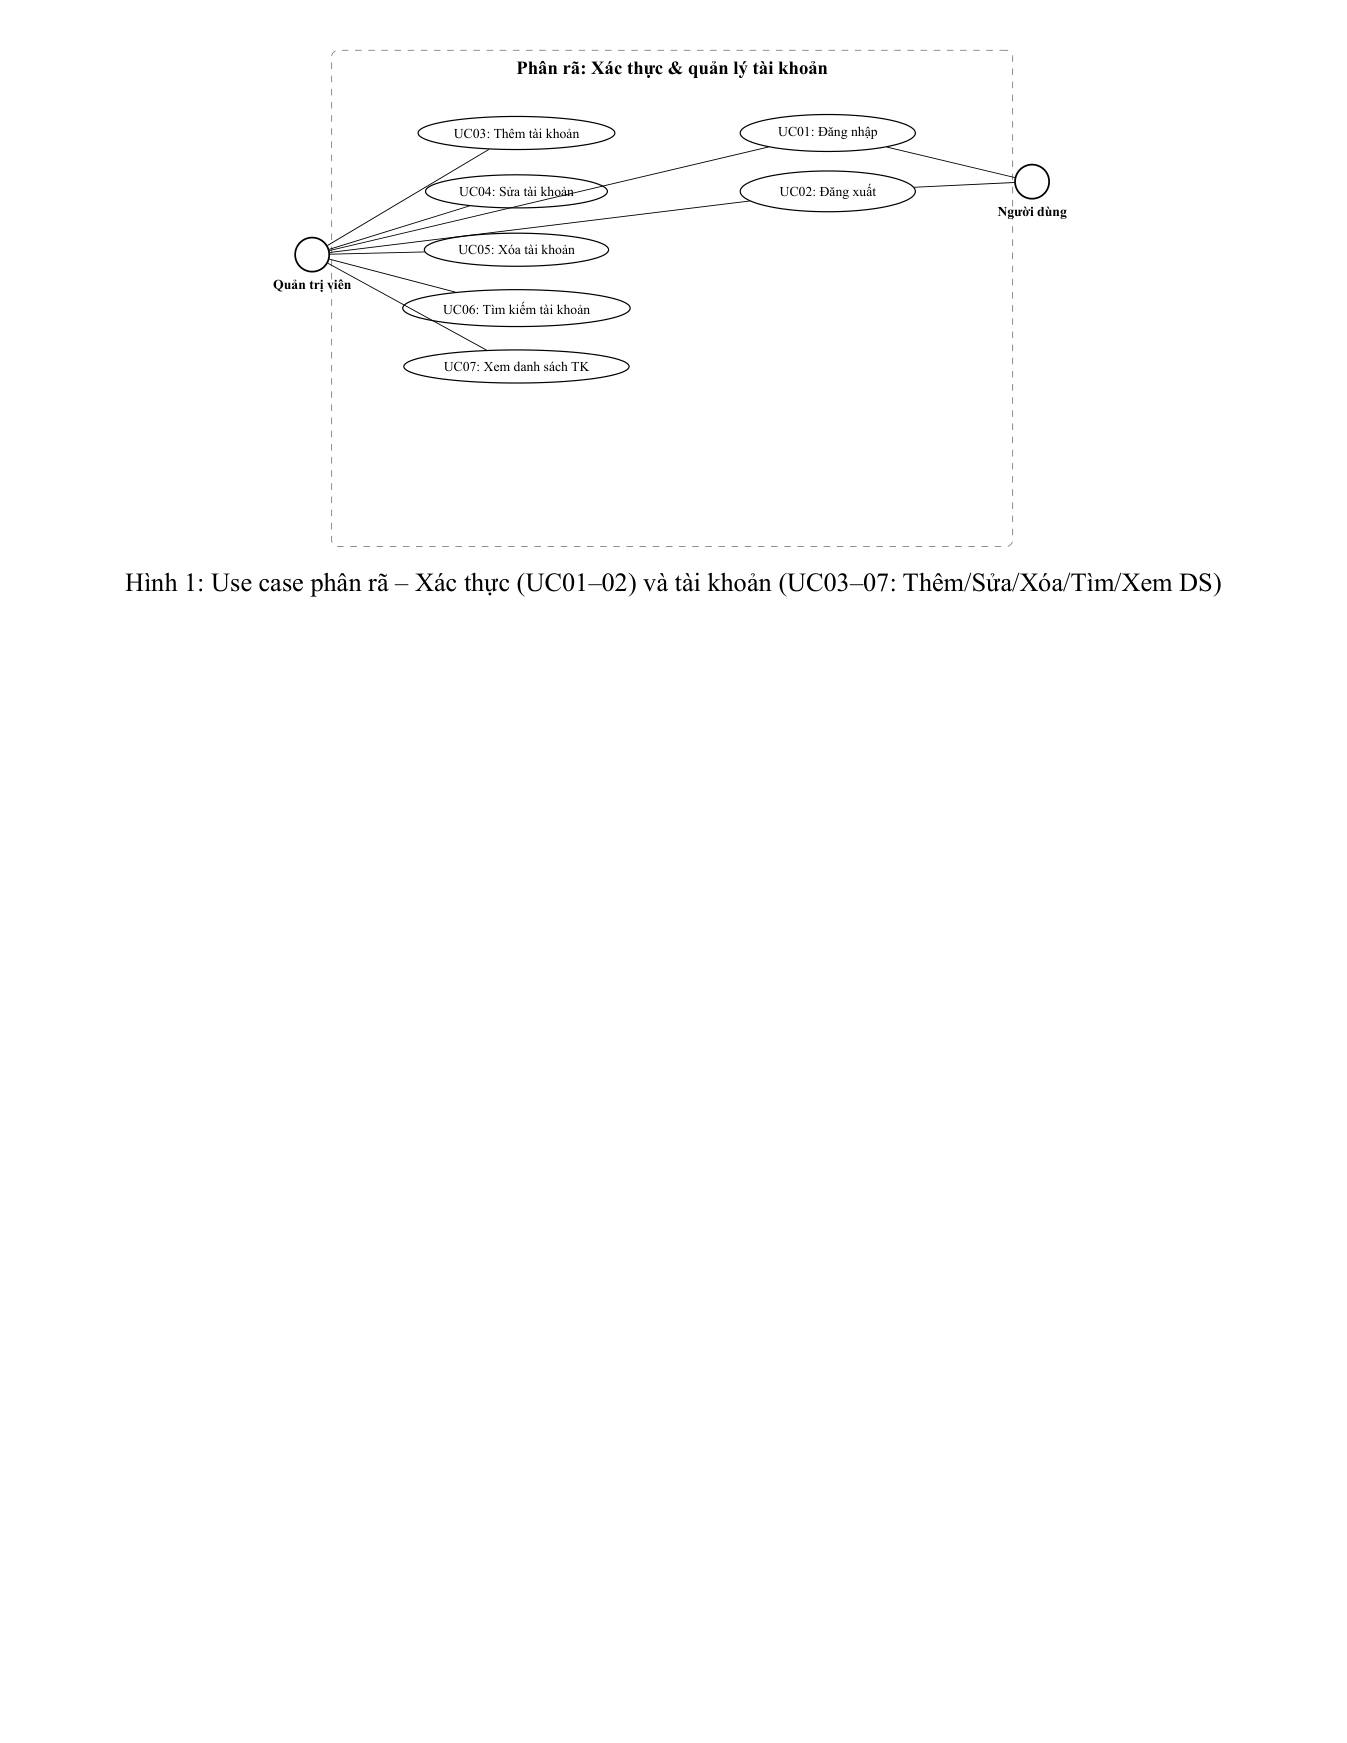 Phân rã: Xác thực & quản lý tài khoản
UC03: Thêm tài khoản
UC01: Đăng nhập
UC04: Sửa tài khoản
UC02: Đăng xuất
Người dùng
UC05: Xóa tài khoản
Quản trị viên
UC06: Tìm kiếm tài khoản
UC07: Xem danh sách TK
Hình 1: Use case phân rã – Xác thực (UC01–02) và tài khoản (UC03–07: Thêm/Sửa/Xóa/Tìm/Xem DS)